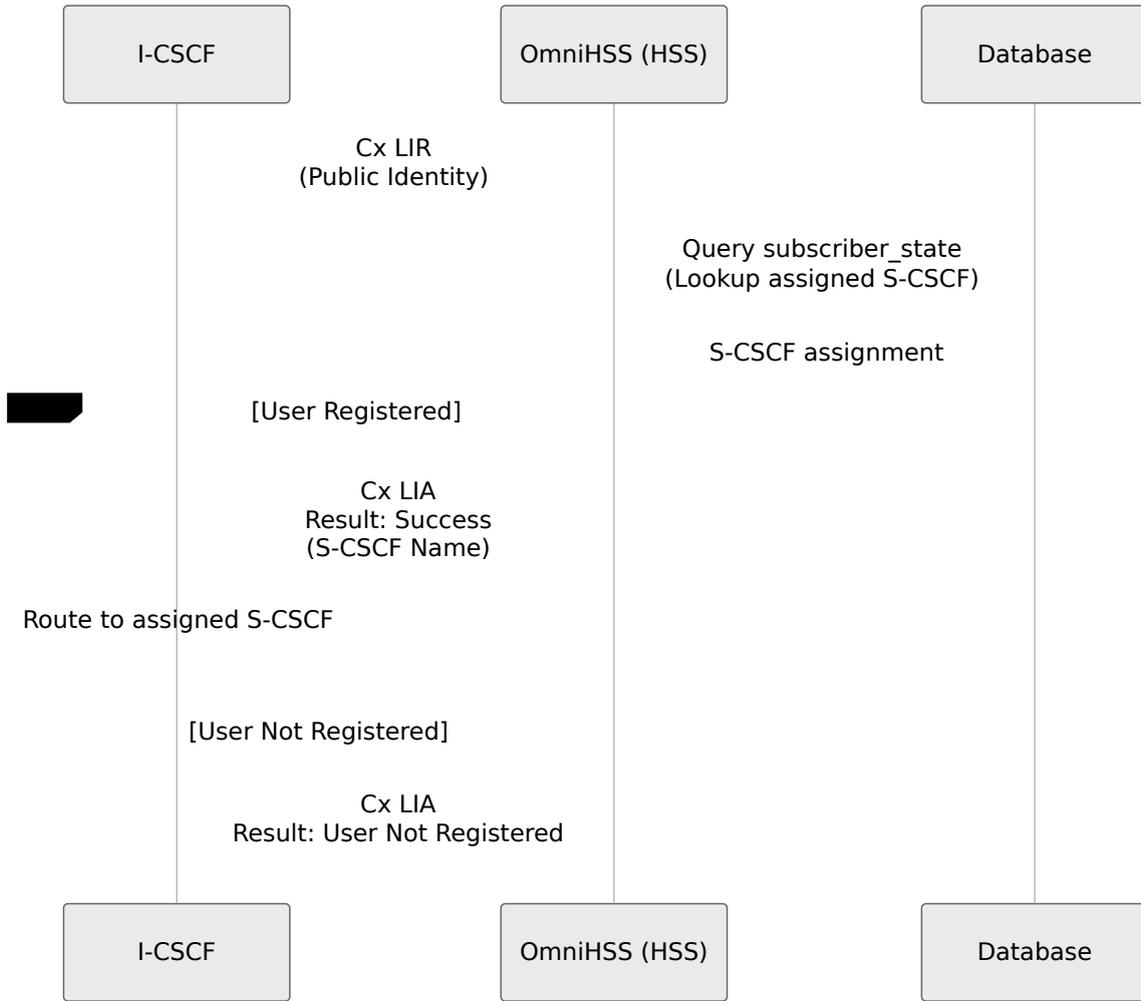 I-CSCF
OmniHSS (HSS)
Database
Cx LIR
(Public Identity)
Query subscriber_state
(Lookup assigned S-CSCF)
S-CSCF assignment
[User Registered]
Cx LIA
Result: Success
(S-CSCF Name)
Route to assigned S-CSCF
[User Not Registered]
Cx LIA
Result: User Not Registered
I-CSCF
OmniHSS (HSS)
Database